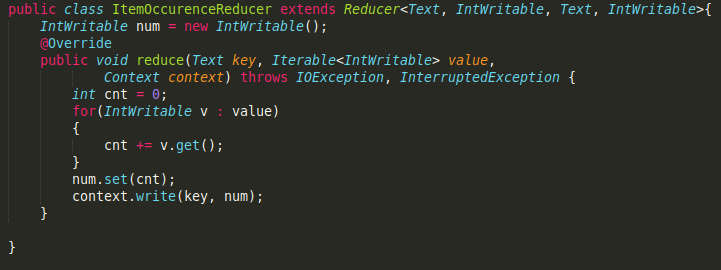 public class ItemOccurenceReducer extends Reducer<Text, IntWritable, Text, IntWritable>{
    IntWritable num = new IntWritable();
    @Override
    public void reduce(Text key, Iterable<IntWritable> value,
            Context context) throws IOException, InterruptedException {
        int cnt = 0;
        for(IntWritable v : value)
        {
            cnt += v.get();
        }
        num.set(cnt);
        context.write(key, num);
    }

}